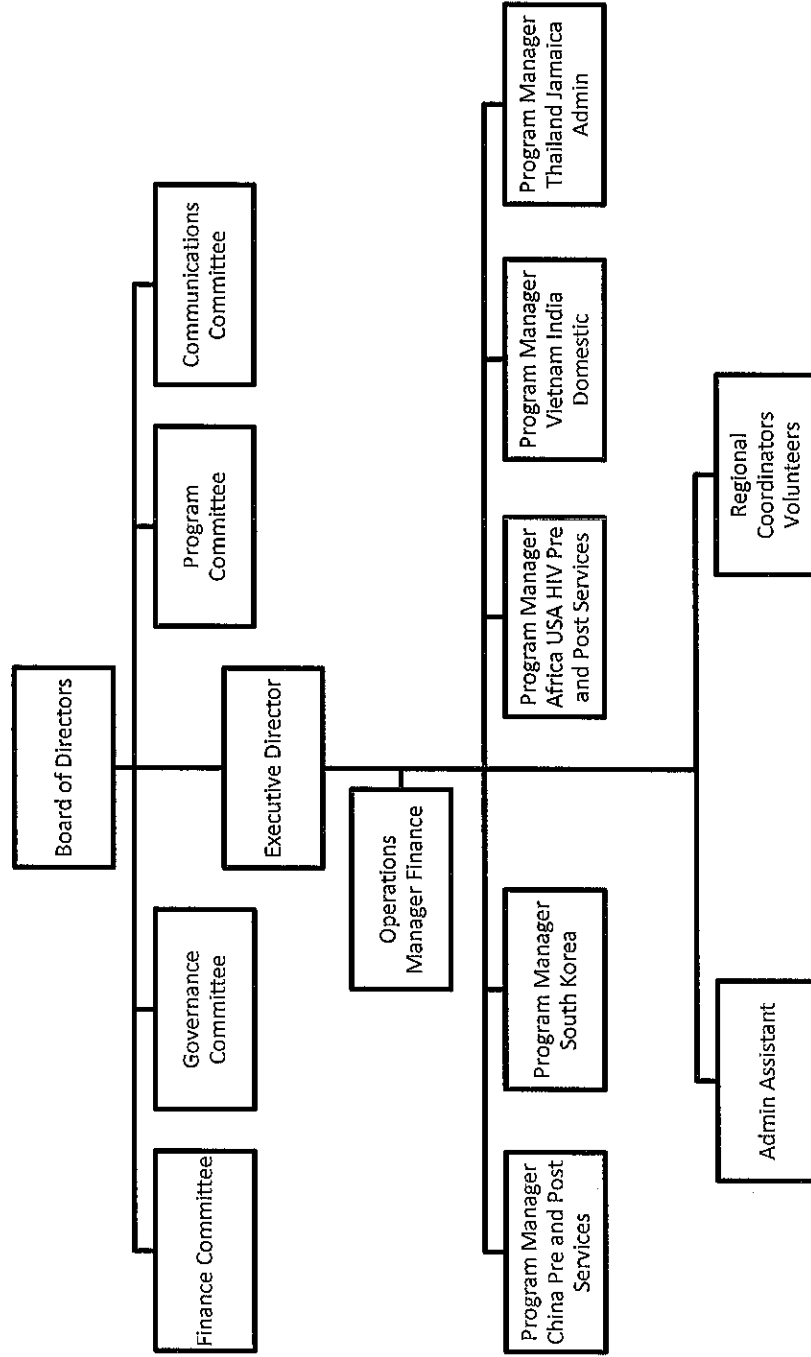 Board of Directors
Finance Committee
Governance
Committee
Program
Committee
Communications
Committee
Executive Director
Operations
Manager Finance
Program Manager
China Pre and Post
Services
Program Manager
South Korea
Program Manager
Africa USA HIV Pre
and Post Services
Program Manager
Vietnam India
Domestic
Program Manager
Thailand Jamaica
Admin
Admin Assistant
Regional
Coordinators
Volunteers